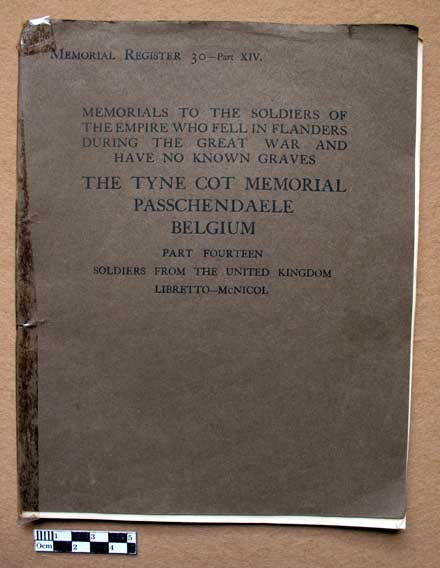 MEMORIAL REGISTER 30—Part XIV.
MEMORIALS TO THE SOLDIERS OF
THE EMPIRE WHO FELL IN FLANDERS
DURING THE GREAT WAR AND
HAVE NO KNOWN GRAVES
THE TYNE COT MEMORIAL
PASSCHENDAELE
BELGIUM
PART FOURTEEN
SOLDIERS FROM THE UNITED KINGDOM
LIBRETTO—McNICOL
1 3 5
0cm 2 4